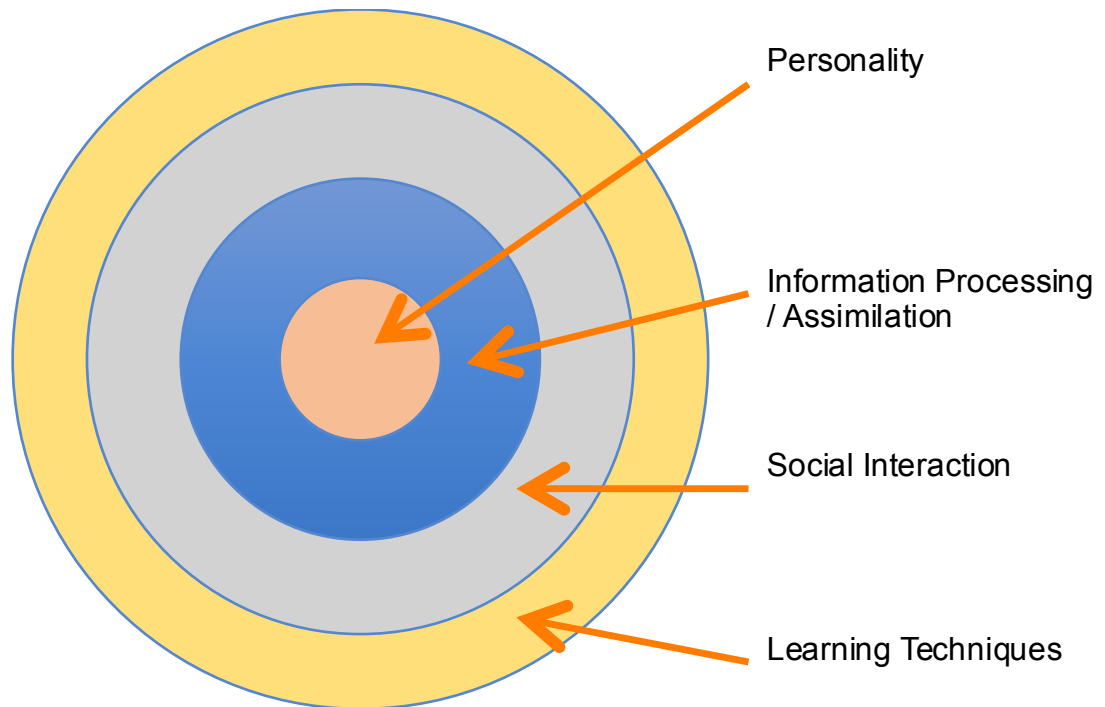 Personality
Information Processing
/ Assimilation
Social Interaction
Learning Techniques